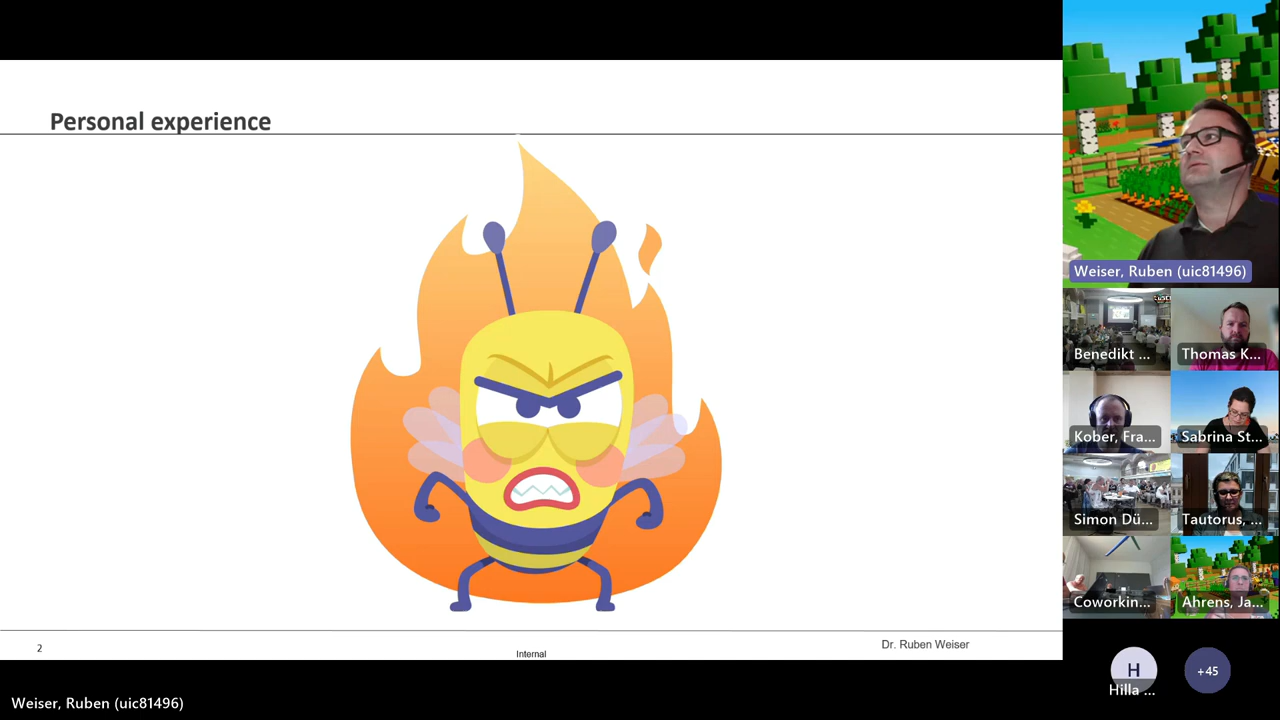 Personal experience
2
Internal
Dr. Ruben Weiser
Weiser, Ruben (uic81496)
Weiser, Ruben (uic81496)
Benedikt ...
Thomas K...
Kober, Fra...
Sabrina St...
Simon Dü...
Tautorus, ...
Coworkin...
Ahrens, Ja...
H
Hilla ...
+45